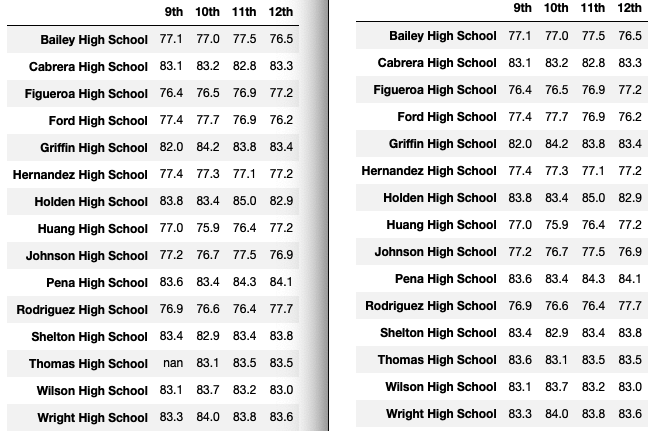 9th 10th 11th 12th
Bailey High School 77.1 77.0 77.5 76.5
Cabrera High School 83.1 83.2 82.8 83.3
Figueroa High School 76.4 76.5 76.9 77.2
Ford High School 77.4 77.7 76.9 76.2
Griffin High School 82.0 84.2 83.8 83.4
Hernandez High School 77.4 77.3 77.1 77.2
Holden High School 83.8 83.4 85.0 82.9
Huang High School 77.0 75.9 76.4 77.2
Johnson High School 77.2 76.7 77.5 76.9
Pena High School 83.6 83.4 84.3 84.1
Rodriguez High School 76.9 76.6 76.4 77.7
Shelton High School 83.4 82.9 83.4 83.8
Thomas High School nan 83.1 83.5 83.5
Wilson High School 83.1 83.7 83.2 83.0
Wright High School 83.3 84.0 83.8 83.6
9th 10th 11th 12th
Bailey High School 77.1 77.0 77.5 76.5
Cabrera High School 83.1 83.2 82.8 83.3
Figueroa High School 76.4 76.5 76.9 77.2
Ford High School 77.4 77.7 76.9 76.2
Griffin High School 82.0 84.2 83.8 83.4
Hernandez High School 77.4 77.3 77.1 77.2
Holden High School 83.8 83.4 85.0 82.9
Huang High School 77.0 75.9 76.4 77.2
Johnson High School 77.2 76.7 77.5 76.9
Pena High School 83.6 83.4 84.3 84.1
Rodriguez High School 76.9 76.6 76.4 77.7
Shelton High School 83.4 82.9 83.4 83.8
Thomas High School 83.6 83.1 83.5 83.5
Wilson High School 83.1 83.7 83.2 83.0
Wright High School 83.3 84.0 83.8 83.6